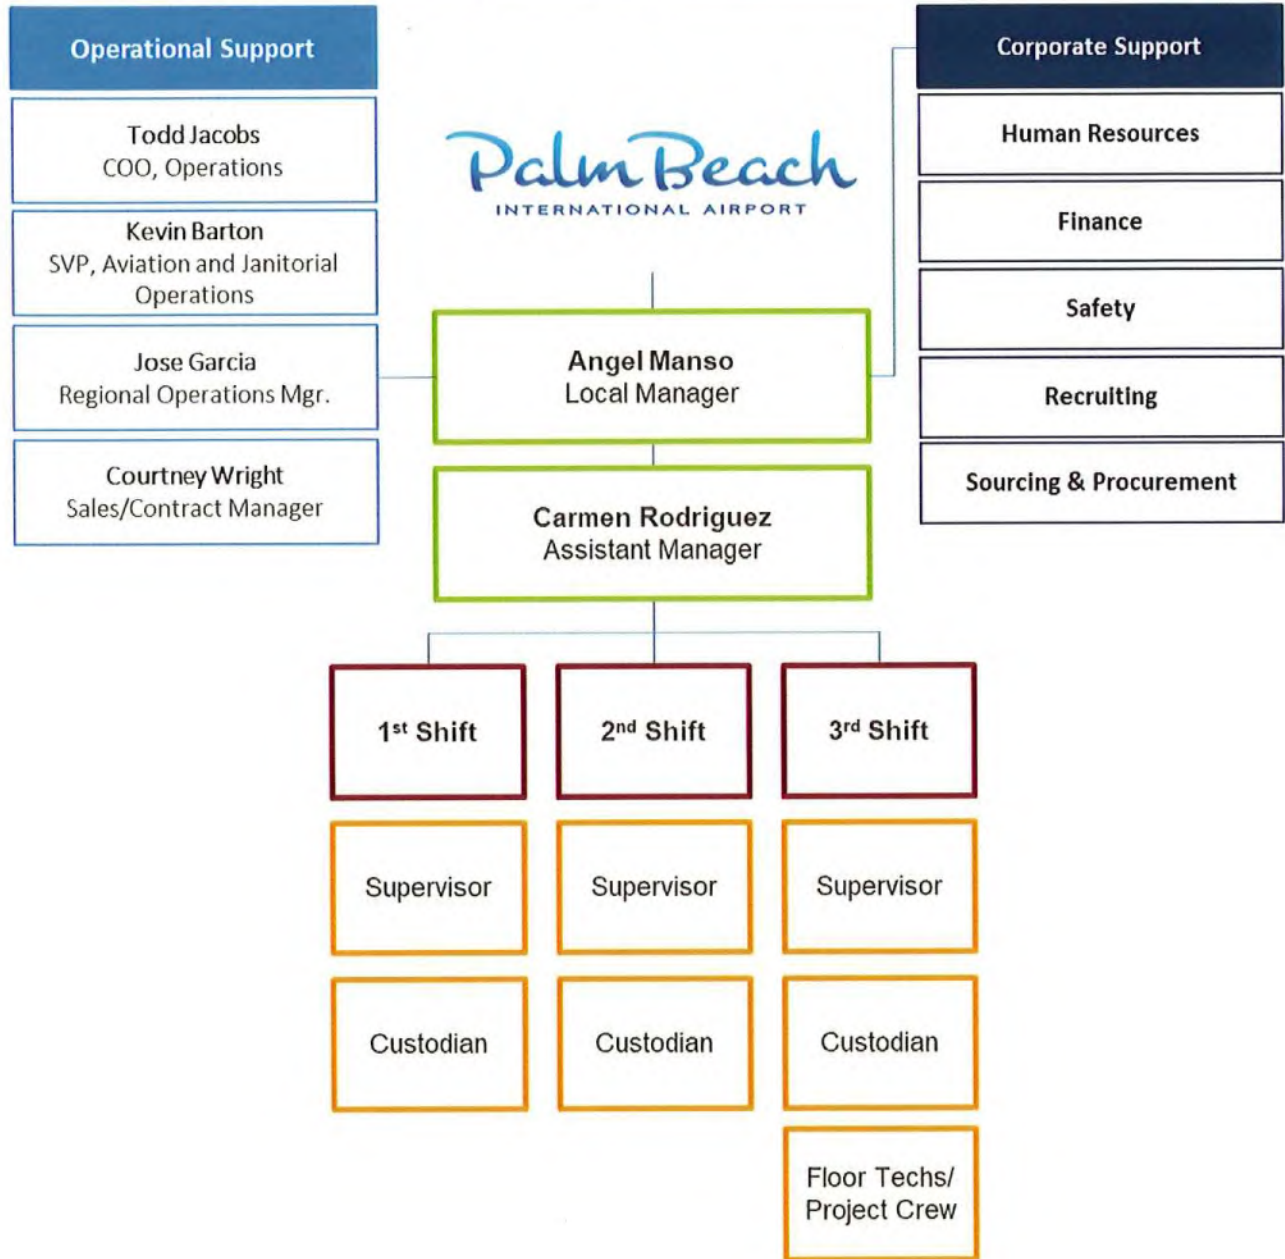 Operational Support
Todd Jacobs
COO, Operations
Kevin Barton
SVP, Aviation and Janitorial
Operations
Jose Garcia
Regional Operations Mgr.
Courtney Wright
Sales/Contract Manager
Palm Beach
INTERNATIONAL AIRPORT
Angel Manso
Local Manager
Carmen Rodriguez
Assistant Manager
Corporate Support
Human Resources
Finance
Safety
Recruiting
Sourcing & Procurement
1st Shift
2nd Shift
3rd Shift
Supervisor
Supervisor
Supervisor
Custodian
Custodian
Custodian
Floor Techs/
Project Crew